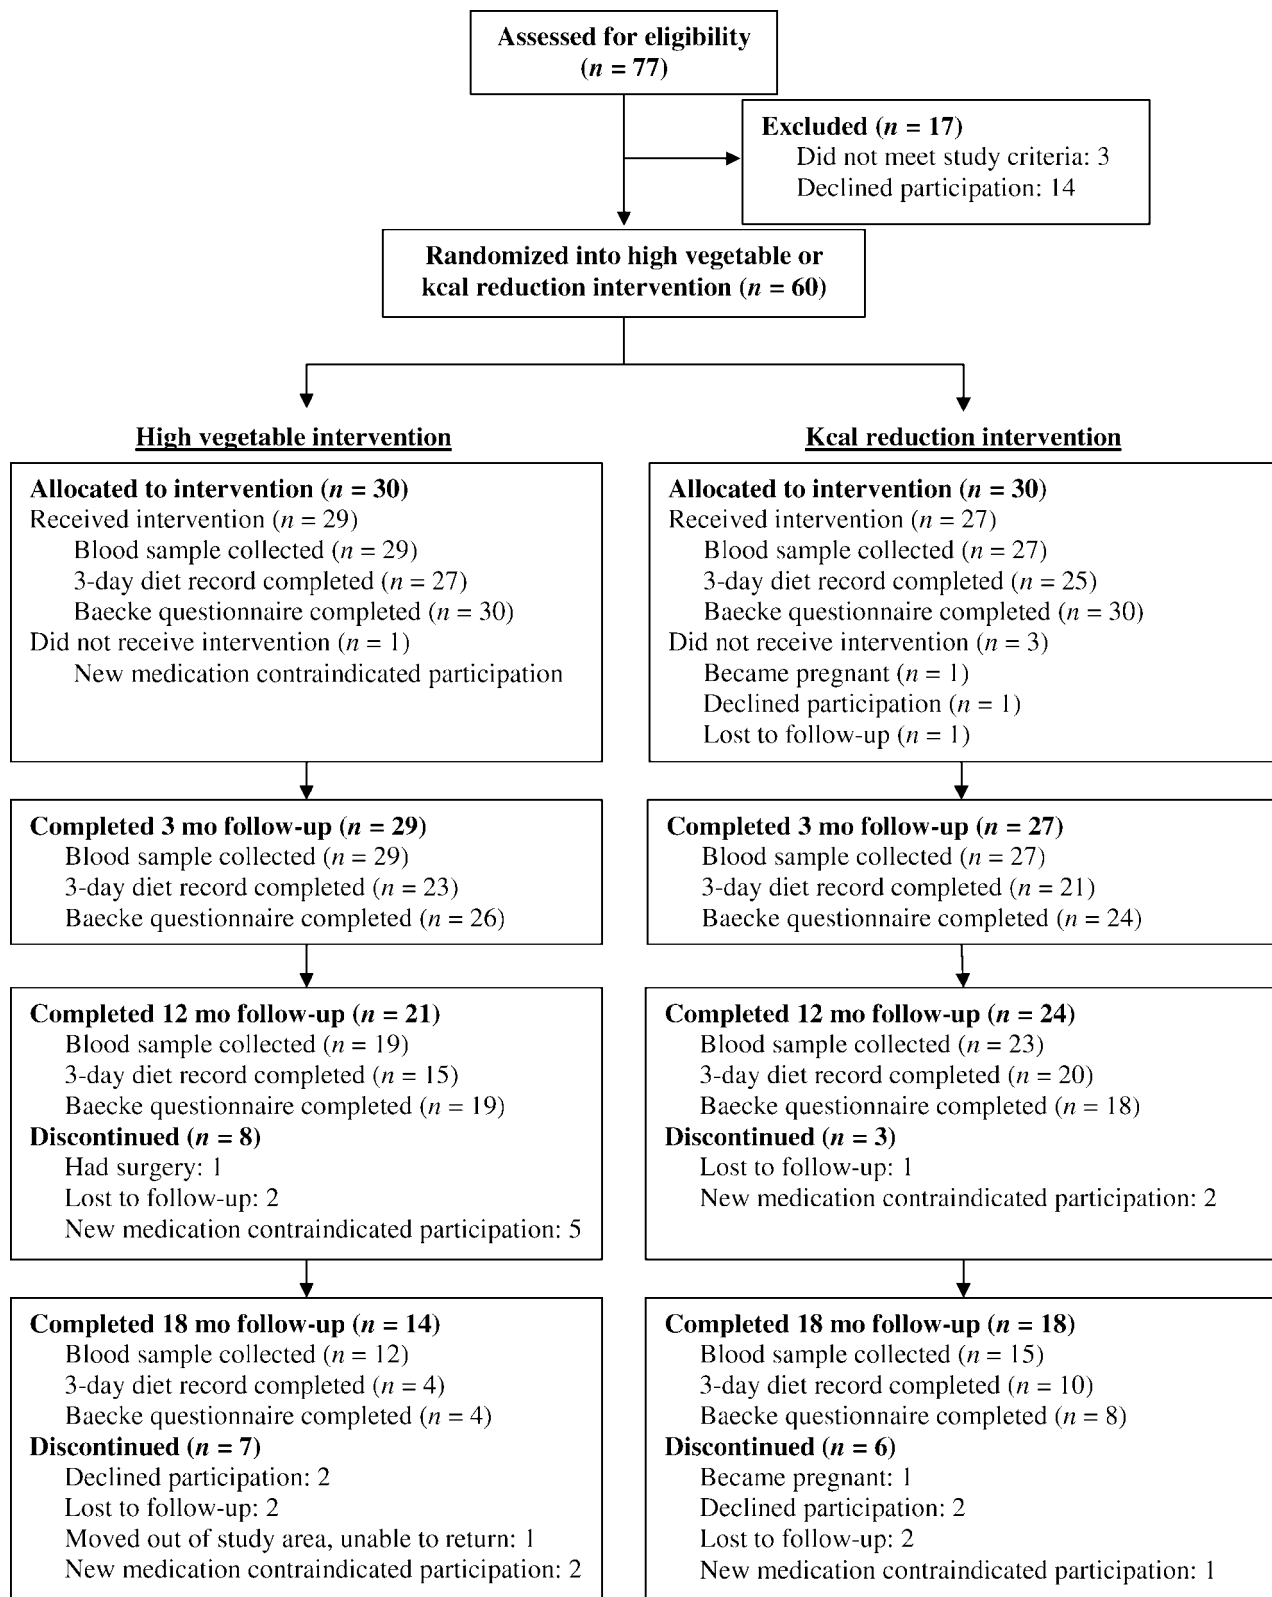 Assessed for eligibility
(n = 77)
Excluded (n = 17)
Did not meet study criteria: 3
Declined participation: 14
Randomized into high vegetable or
kcal reduction intervention (n = 60)
High vegetable intervention
Allocated to intervention (n = 30)
Received intervention (n = 29)
Blood sample collected (n = 29)
3-day diet record completed (n = 27)
Baecke questionnaire completed (n = 30)
Did not receive intervention (n = 1)
New medication contraindicated participation
Kcal reduction intervention
Allocated to intervention (n = 30)
Received intervention (n = 27)
Blood sample collected (n = 27)
3-day diet record completed (n = 25)
Baecke questionnaire completed (n = 30)
Did not receive intervention (n = 3)
Became pregnant (n = 1)
Declined participation (n = 1)
Lost to follow-up (n = 1)
Completed 3 mo follow-up (n = 29)
Blood sample collected (n = 29)
3-day diet record completed (n = 23)
Baecke questionnaire completed (n = 26)
Completed 3 mo follow-up (n = 27)
Blood sample collected (n = 27)
3-day diet record completed (n = 21)
Baecke questionnaire completed (n = 24)
Completed 12 mo follow-up (n = 21)
Blood sample collected (n = 19)
3-day diet record completed (n = 15)
Baecke questionnaire completed (n = 19)
Discontinued (n = 8)
Had surgery: 1
Lost to follow-up: 2
New medication contraindicated participation: 5
Completed 12 mo follow-up (n = 24)
Blood sample collected (n = 23)
3-day diet record completed (n = 20)
Baecke questionnaire completed (n = 18)
Discontinued (n = 3)
Lost to follow-up: 1
New medication contraindicated participation: 2
Completed 18 mo follow-up (n = 14)
Blood sample collected (n = 12)
3-day diet record completed (n = 4)
Baecke questionnaire completed (n = 4)
Discontinued (n = 7)
Declined participation: 2
Lost to follow-up: 2
Moved out of study area, unable to return: 1
New medication contraindicated participation: 2
Completed 18 mo follow-up (n = 18)
Blood sample collected (n = 15)
3-day diet record completed (n = 10)
Baecke questionnaire completed (n = 8)
Discontinued (n = 6)
Became pregnant: 1
Declined participation: 2
Lost to follow-up: 2
New medication contraindicated participation: 1